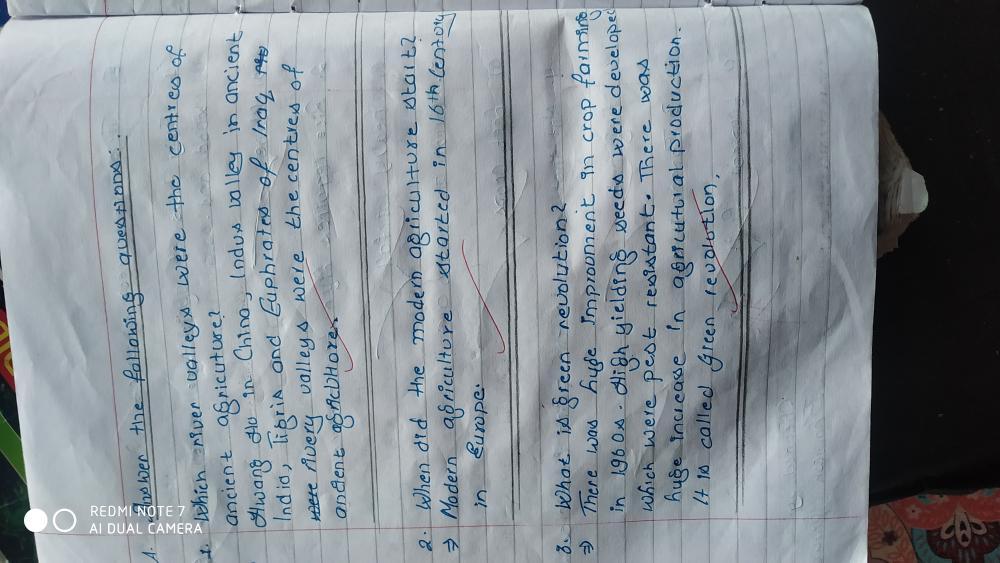 1. Answer the following questions:
1. Which river valleys were the centres of
ancient agricuture?
Hwang Ho in China, Indus valley in ancient
India, Tigris and Euphrates of Iraq
were rivery valleys were the centres of
ancient agriculture.
2. When did the modern agriculture start?
⇒ Modern agriculture started in 16th century
in Europe.
3. What is green revolution?
⇒ There was huge improvment in crop farming
in 1960s. High yielding seeds were developed
which were pest resistant. There was
huge increase in agricultural production.
It is called Green revolution,
REDMI NOTE 7
AI DUAL CAMERA